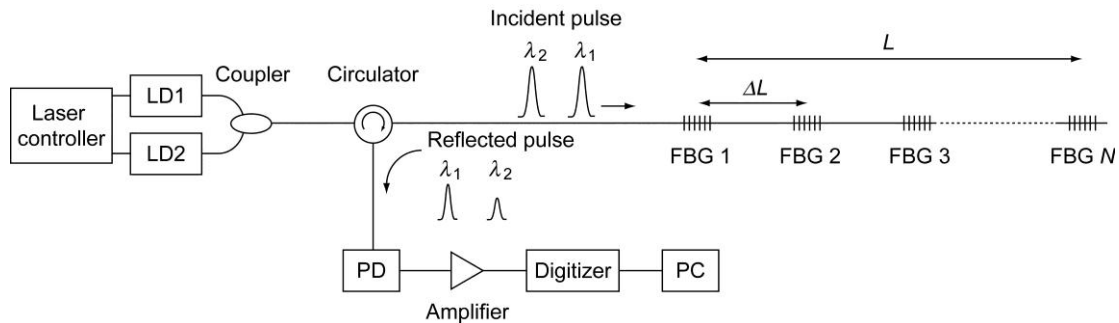 Incident pulse
λ2
λ1
L
Coupler
Circulator
LD1
ΔL
Laser
controller
LD2
Reflected pulse
FBG 1
FBG 2
FBG 3
FBG N
λ1
λ2
PD
Digitizer
PC
Amplifier